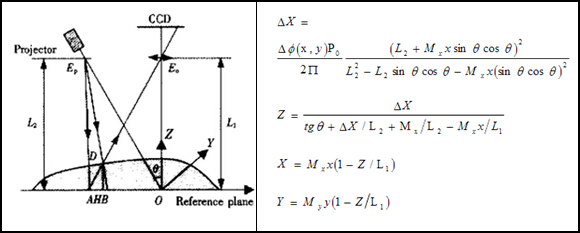 CCD
Projector
E_p
E_o
L_2
L_1
Z
Y
D
θ
AHB
O
Reference plane
ΔX =
Δϕ(x,y)P_0 / 2Π (L_2 + M_x x sin θ cos θ)^2 / L_2^2 − L_2 sin θ cos θ − M_x x(sin θ cos θ)^2
Z = ΔX / tgθ + ΔX/L_2 + M_x/L_2 − M_x x/L_1
X = M_x x(1 − Z / L_1)
Y = M_y y(1 − Z/L_1)